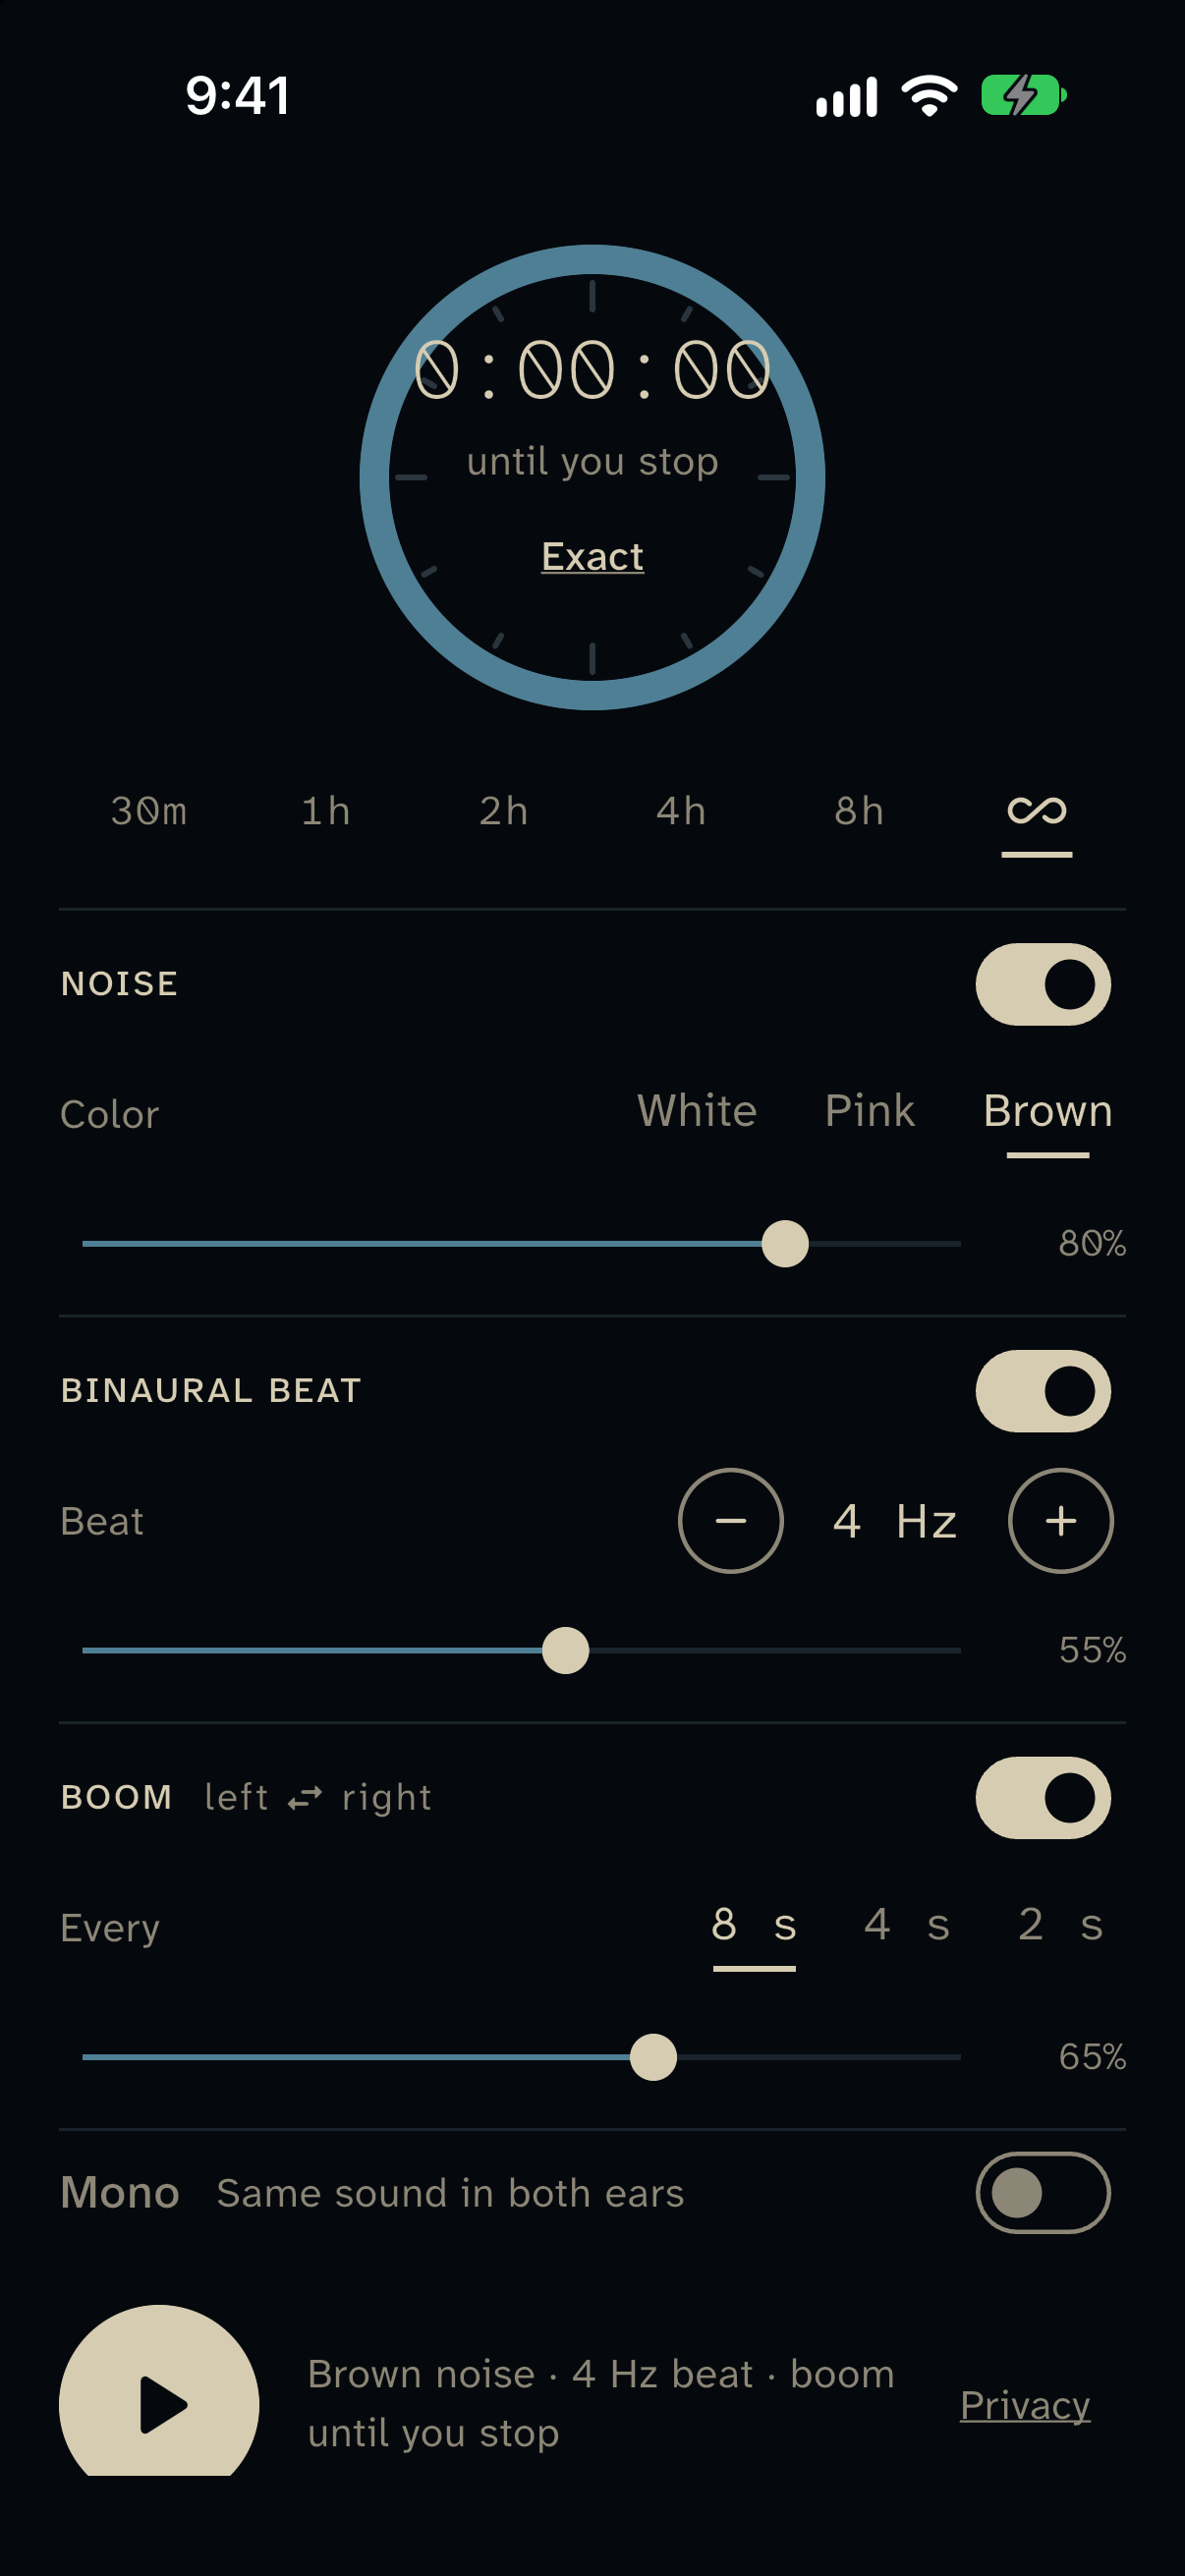 9:41
0:00:00
until you stop
Exact
30m 1h 2h 4h 8h ∞
NOISE
Color White Pink Brown
80%
BINAURAL BEAT
Beat − 4 Hz +
55%
BOOM left ⇄ right
Every 8 s 4 s 2 s
65%
Mono Same sound in both ears
Brown noise · 4 Hz beat · boom
until you stop
Privacy